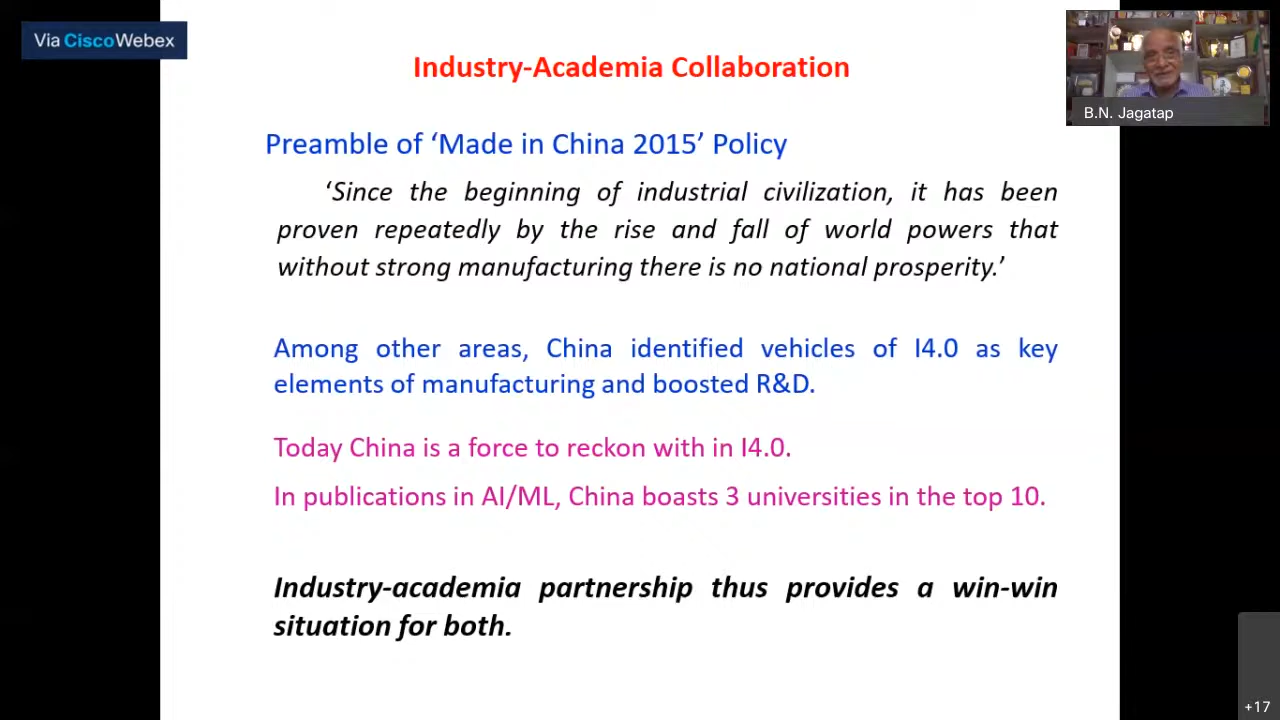 Via CiscoWebex
Industry-Academia Collaboration
B.N. Jagatap
Preamble of ‘Made in China 2015’ Policy
‘Since the beginning of industrial civilization, it has been
proven repeatedly by the rise and fall of world powers that
without strong manufacturing there is no national prosperity.’
Among other areas, China identified vehicles of I4.0 as key
elements of manufacturing and boosted R&D.
Today China is a force to reckon with in I4.0.
In publications in AI/ML, China boasts 3 universities in the top 10.
Industry-academia partnership thus provides a win-win
situation for both.
+17